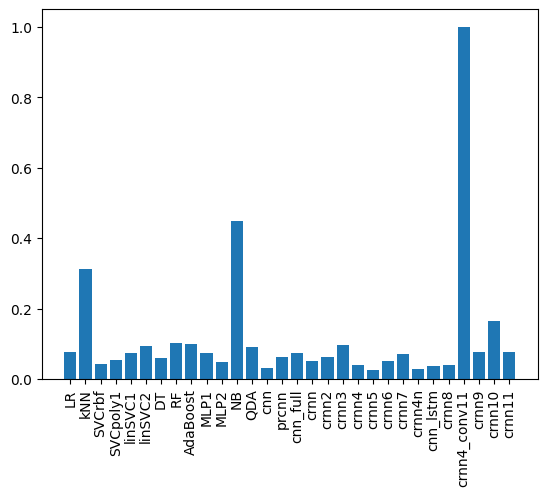 1.0
0.8
0.6
0.4
0.2
0.0
LR
kNN
SVCrbf
SVCpoly1
linSVC1
linSVC2
DT
RF
AdaBoost
MLP1
MLP2
NB
QDA
cnn
prcnn
cnn_full
crnn
crnn2
crnn3
crnn4
crnn5
crnn6
crnn7
crnn4n
cnn_lstm
crnn8
crnn4_conv11
crnn9
crnn10
crnn11